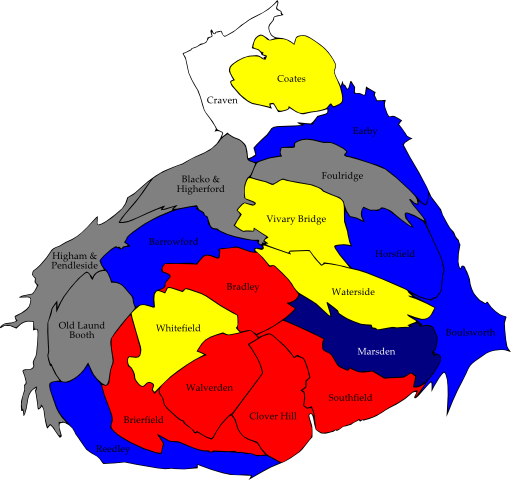 Coates
Craven
Earby
Foulridge
Blacko &
Higherford
Vivary Bridge
Barrowford
Horsfield
Higham &
Pendleside
Bradley
Waterside
Old Laund
Booth
Whitefield
Boulsworth
Marsden
Walverden
Southfield
Clover Hill
Brierfield
Reedley